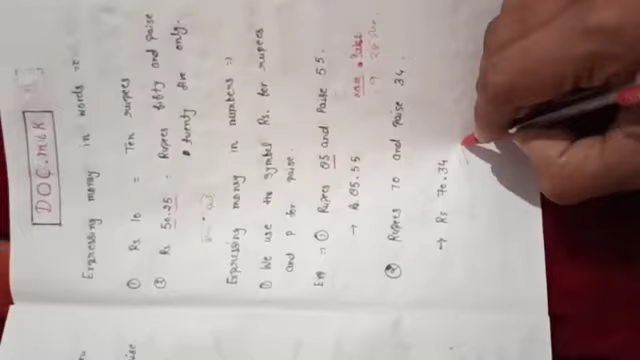 DOC.M&K
Expressing money in words :-
① Rs 10 = Ten rupees
② Rs 50.25 = Rupees fifty and paise
twenty five only.
Expressing money in numbers :-
① We use the symbol Rs. for rupees
and P for paise.
① Rupees 05 and Paise 55.
→ Rs. 05.55
② Rupees 70 and paise 34.
→ Rs 70.34